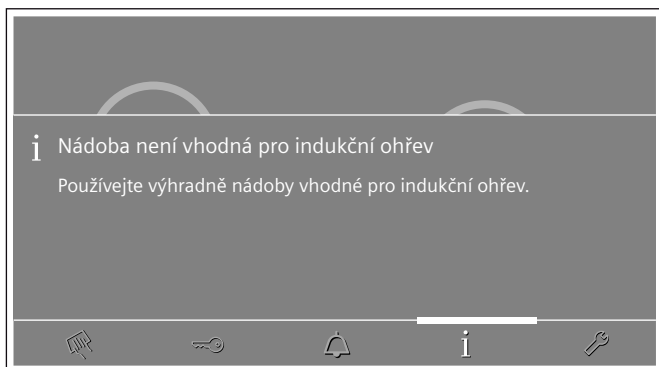 i Nádoba není vhodná pro indukční ohřev
Používejte výhradně nádoby vhodné pro indukční ohřev.
i